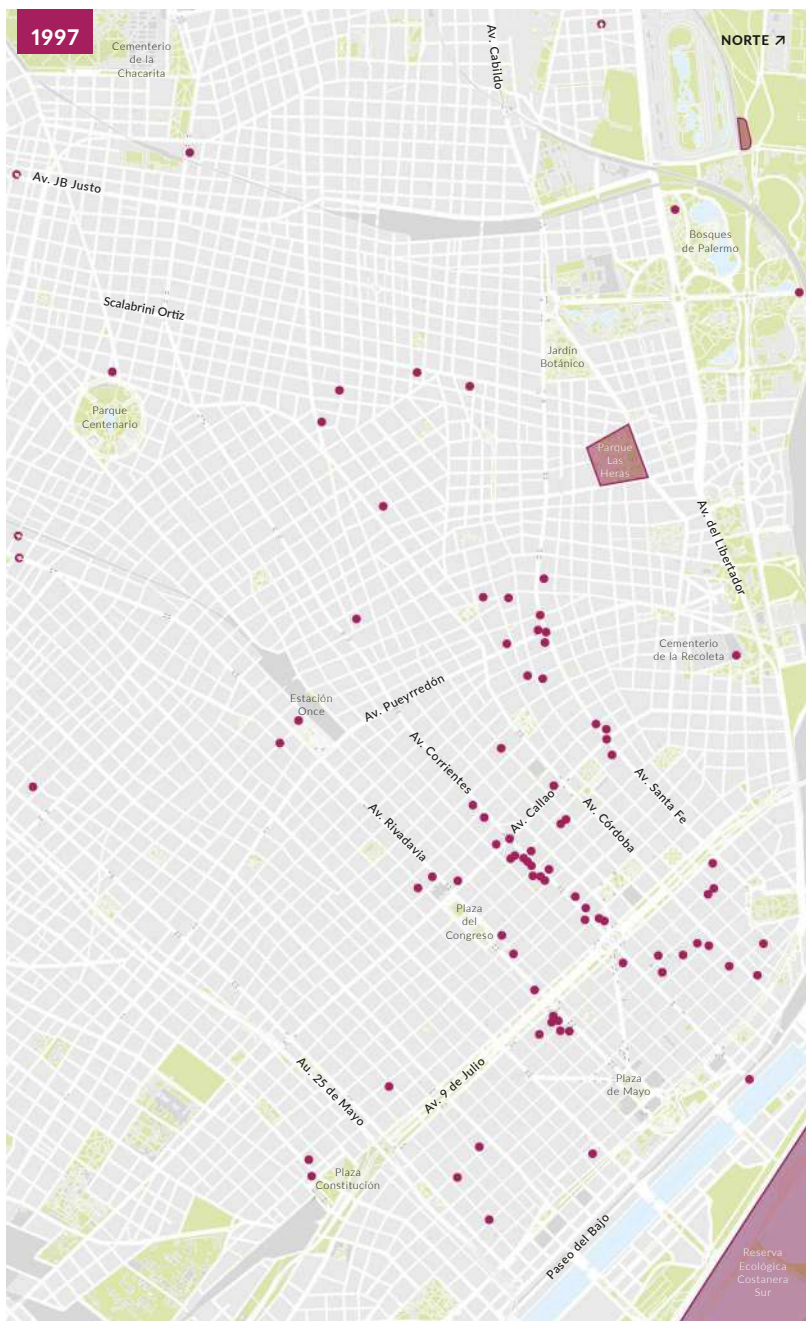 1997
Cementerio
de la
Chacarita
Av. Cabildo
NORTE ↗
Av. JB Justo
Bosques
de Palermo
Scalabrini Ortiz
Jardín
Botánico
Parque
Centenario
Parque
Las
Heras
Av. del Libertador
Cementerio
de la Recoleta
Estación
Once
Av. Pueyrredón
Av. Corrientes
Av. Santa Fe
Av. Callao
Av. Córdoba
Av. Rivadavia
Plaza
del
Congreso
Au. 25 de Mayo
Av. 9 de Julio
Plaza
de Mayo
Plaza
Constitución
Paseo del Bajo
Reserva
Ecológica
Costanera
Sur